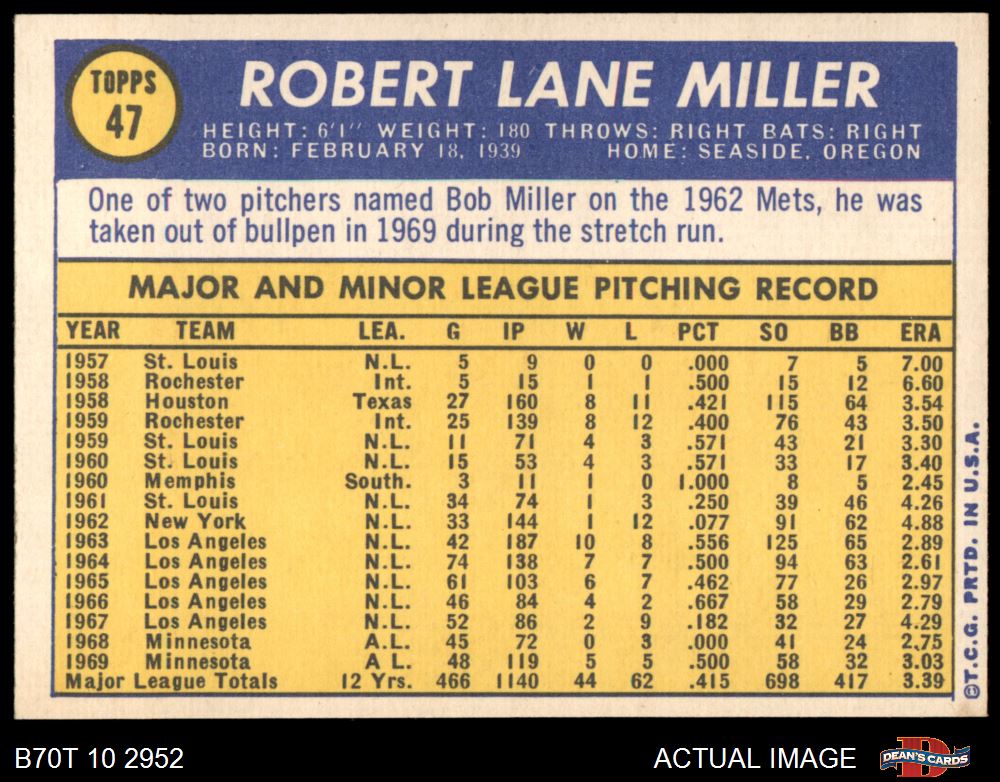 TOPPS
47
ROBERT LANE MILLER
HEIGHT: 6'1" WEIGHT: 180 THROWS: RIGHT BATS: RIGHT
BORN: FEBRUARY 18, 1939 HOME: SEASIDE, OREGON
One of two pitchers named Bob Miller on the 1962 Mets, he was
taken out of bullpen in 1969 during the stretch run.
MAJOR AND MINOR LEAGUE PITCHING RECORD
YEAR TEAM LEA. G IP W L PCT SO BB ERA
1957 St. Louis N.L. 5 9 0 0 .000 7 5 7.00
1958 Rochester Int. 5 15 1 1 .500 15 12 6.60
1958 Houston Texas 27 160 8 11 .421 115 64 3.54
1959 Rochester Int. 25 139 8 12 .400 76 43 3.50
1959 St. Louis N.L. 11 71 4 3 .571 43 21 3.30
1960 St. Louis N.L. 15 53 4 3 .571 33 17 3.40
1960 Memphis South. 3 11 1 0 1.000 8 5 2.45
1961 St. Louis N.L. 34 74 1 3 .250 39 46 4.26
1962 New York N.L. 33 144 1 12 .077 91 62 4.88
1963 Los Angeles N.L. 42 187 10 8 .556 125 65 2.89
1964 Los Angeles N.L. 74 138 7 7 .500 94 63 2.61
1965 Los Angeles N.L. 61 103 6 7 .462 77 26 2.97
1966 Los Angeles N.L. 46 84 4 2 .667 58 29 2.79
1967 Los Angeles N.L. 52 86 2 9 .182 32 27 4.29
1968 Minnesota A.L. 45 72 0 3 .000 41 24 2.75
1969 Minnesota A L. 48 119 5 5 .500 58 32 3.03
Major League Totals 12 Yrs. 466 1140 44 62 .415 698 417 3.39
©T.C.G. PRTD. IN U.S.A.
B70T 10 2952
ACTUAL IMAGE
DEAN'S CARDS